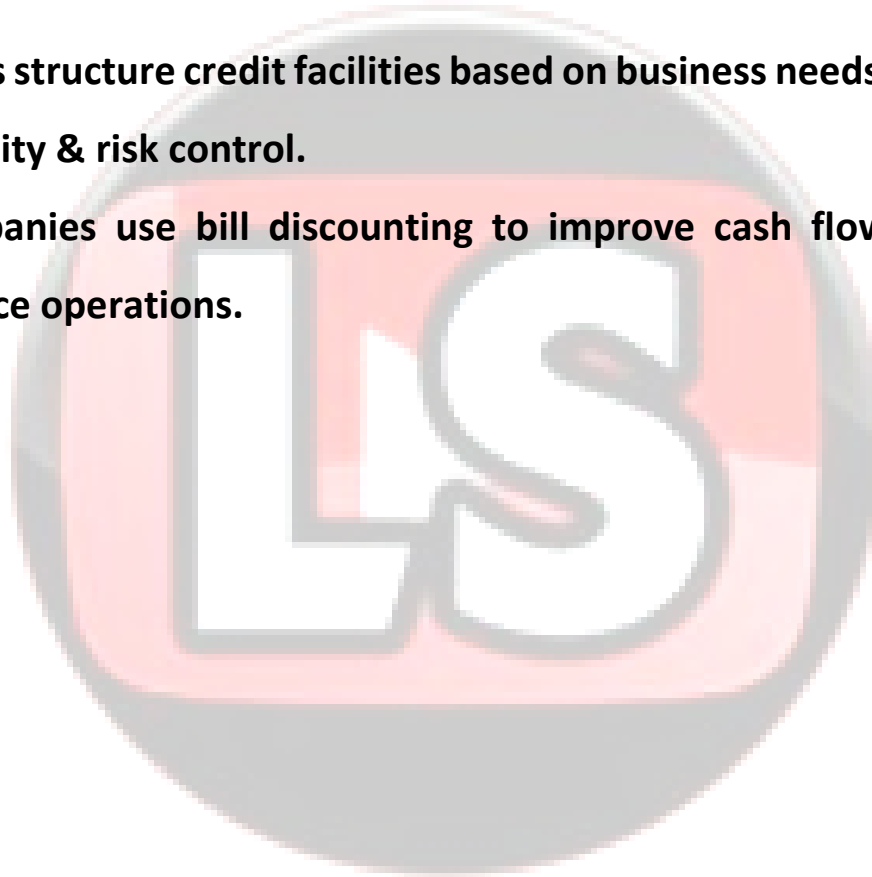 s structure credit facilities based on business needs
ity & risk control.
panies use bill discounting to improve cash flow
ce operations.
LS